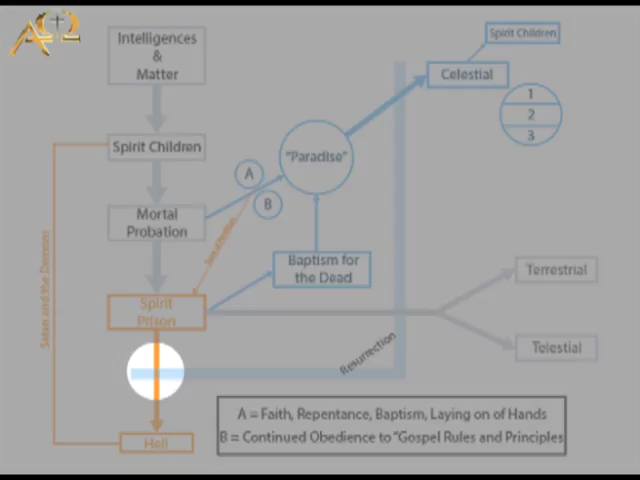 Intelligences
&
Matter
Spirit Children
Mortal
Probation
Spirit
Prison
Hell
Satan and the Demons
A
B
"Paradise"
Baptism for
the Dead
Resurrection
Celestial
Spirit Children
1
2
3
Terrestrial
Telestial
A = Faith, Repentance, Baptism, Laying on of Hands
B = Continued Obedience to "Gospel Rules and Principles